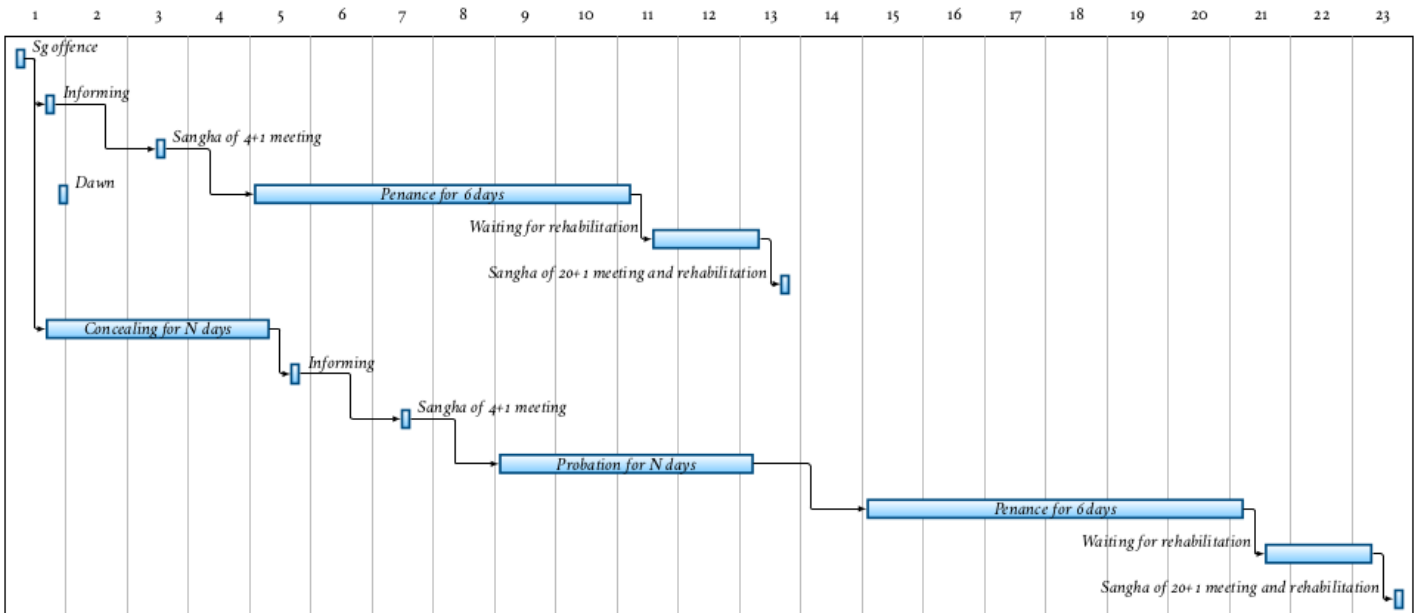 1 2 3 4 5 6 7 8 9 10 11 12 13 14 15 16 17 18 19 20 21 22 23
Sg offence
Informing
Sangha of 4+1 meeting
Dawn
Penance for 6 days
Waiting for rehabilitation
Sangha of 20+1 meeting and rehabilitation
Concealing for N days
Informing
Sangha of 4+1 meeting
Probation for N days
Penance for 6 days
Waiting for rehabilitation
Sangha of 20+1 meeting and rehabilitation